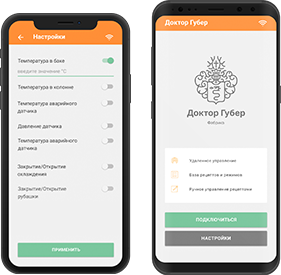 Настройки
Температура в баке
введите значение °C
Температура в колонне
Температура аварийного
датчика
Давление датчика
Температура аварийного
датчика
Закрытие/Открытие
охлаждения
Закрытие/Открытие
рубашки
ПРИМЕНИТЬ
Доктор Губер
Доктор Губер
Фабрика
Удаленное управление
База рецептов и режимов
Ручное управление рецептами
ПОДКЛЮЧИТЬСЯ
НАСТРОЙКИ